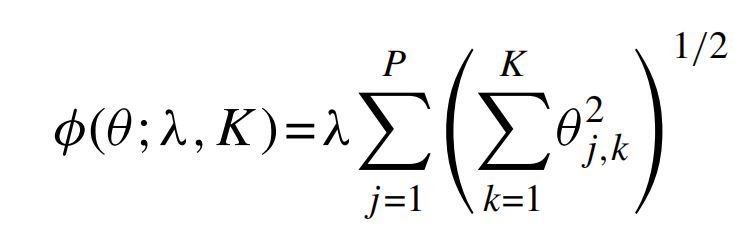 ϕ(θ; λ, K) = λ ∑_{j=1}^{P} ( ∑_{k=1}^{K} θ_{j,k}^{2} )^{1/2}